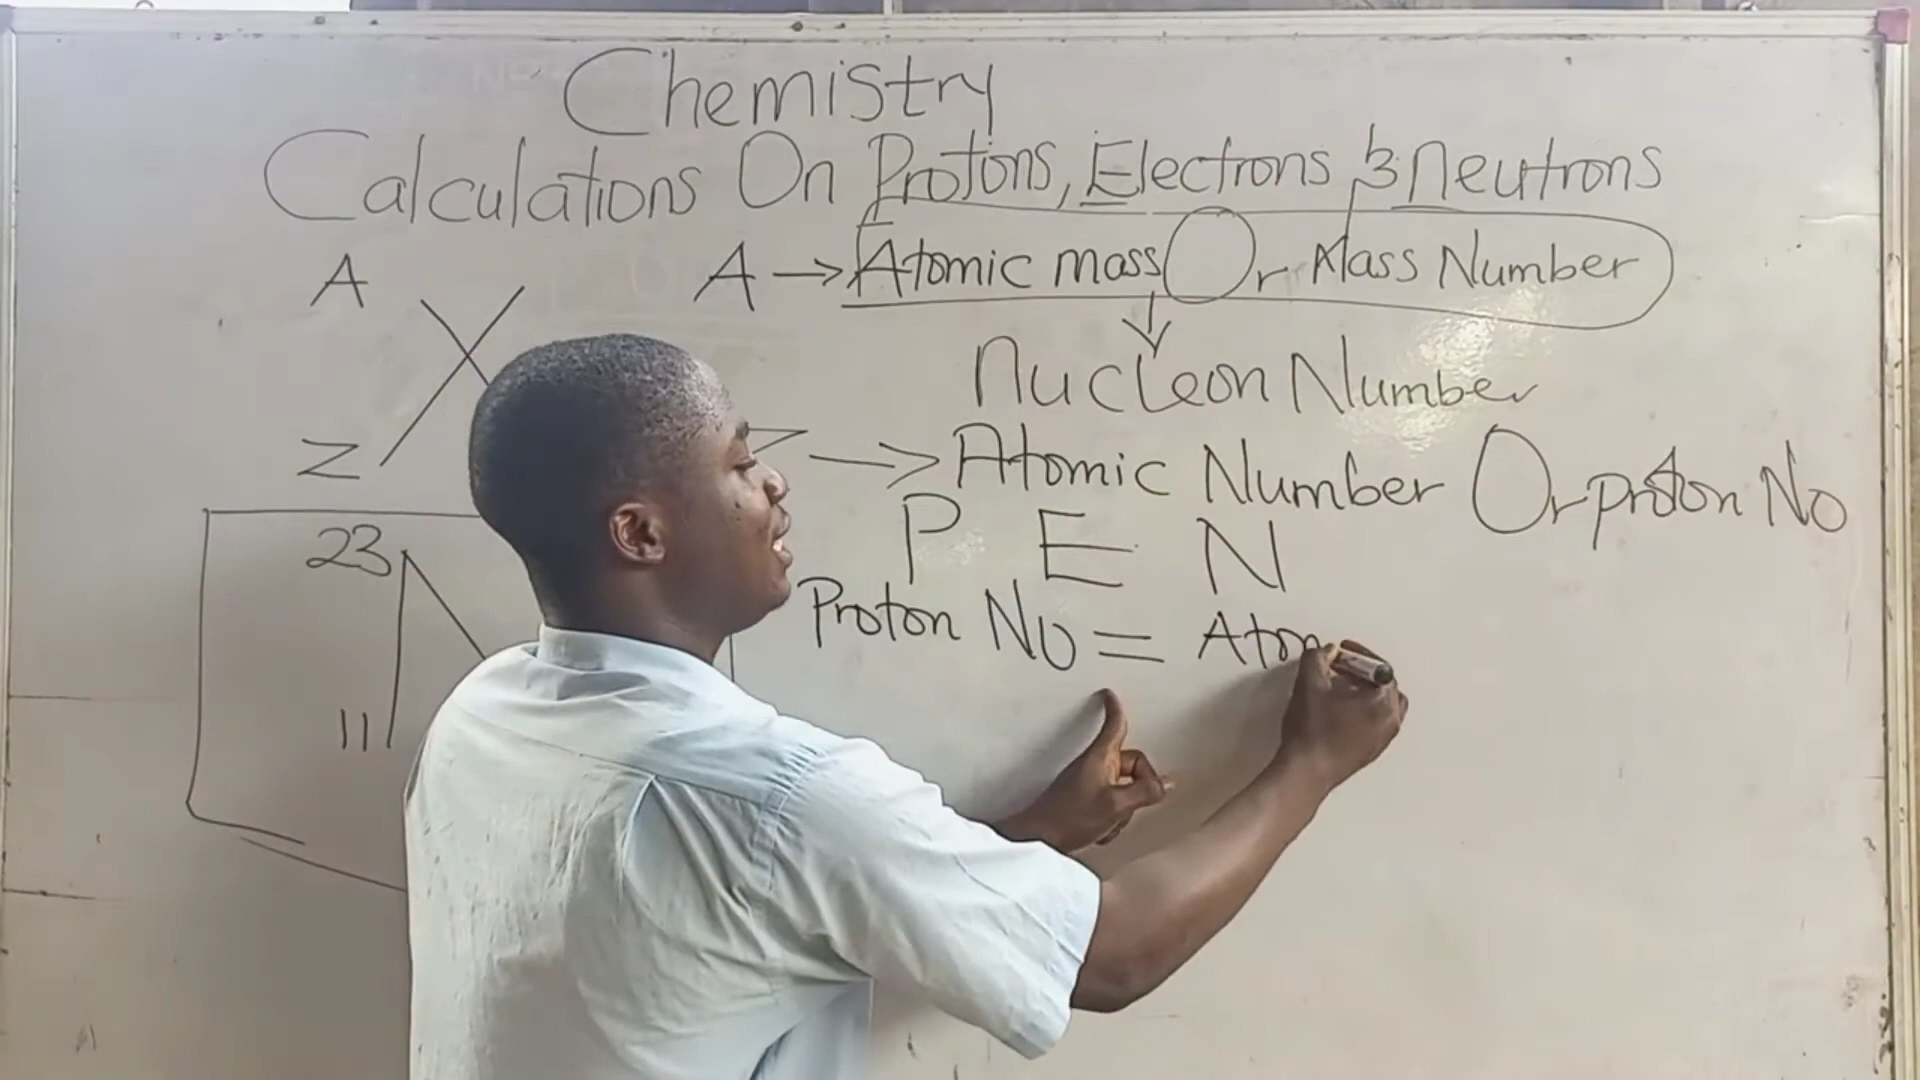 Chemistry
Calculations On Protons, Electrons & Neutrons
A
X
Z
A → Atomic mass Or Mass Number
Nucleon Number
Z → Atomic Number Or proton No
P E N
Proton No = Atom
23
N
11